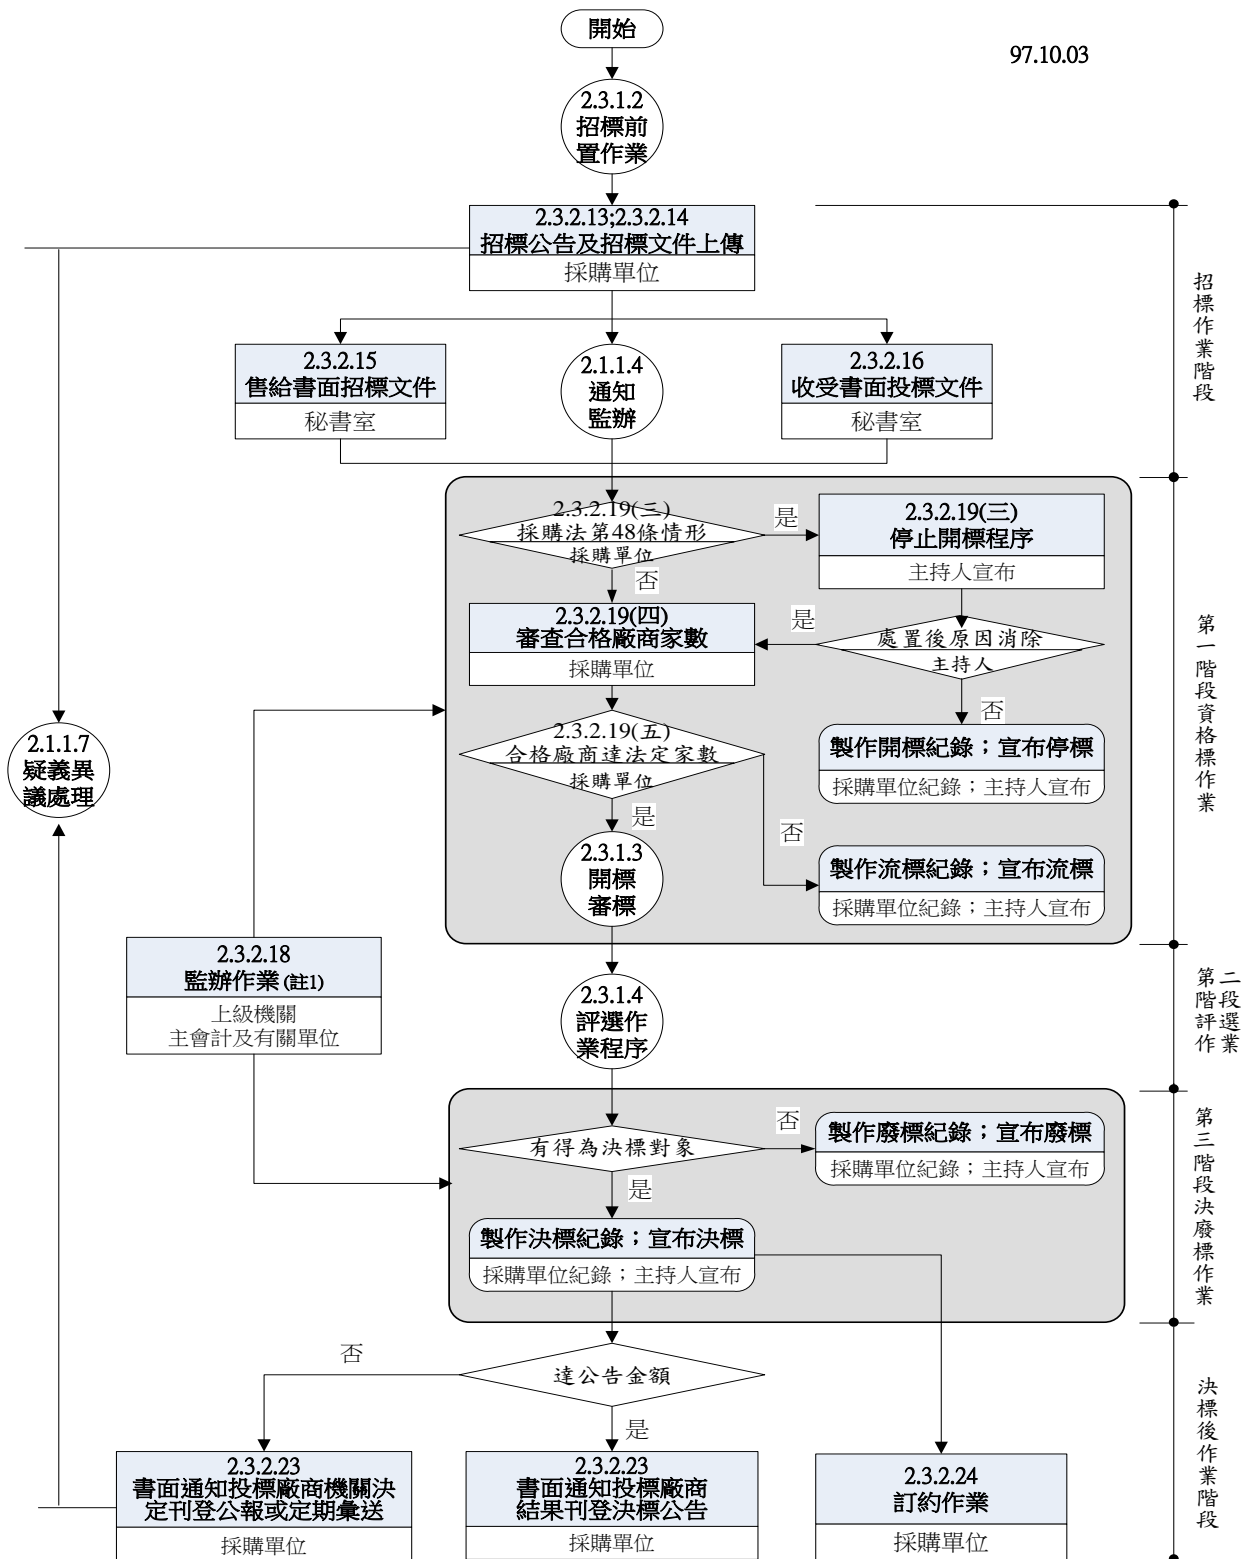 開始
97.10.03
2.3.1.2
招標前
置作業
2.3.2.13;2.3.2.14
招標公告及招標文件上傳
採購單位
招標作業階段
2.3.2.15
售給書面招標文件
秘書室
2.1.1.4
通知
監辦
2.3.2.16
收受書面投標文件
秘書室
2.3.2.19(三)
採購法第48條情形
採購單位
是
否
2.3.2.19(三)
停止開標程序
主持人宣布
2.3.2.19(四)
審查合格廠商家數
採購單位
是
處置後原因消除
主持人
否
第一階段資格標作業
2.3.2.19(五)
合格廠商達法定家數
採購單位
是
否
製作開標紀錄；宣布停標
採購單位紀錄；主持人宣布
2.1.1.7
疑義異
議處理
2.3.1.3
開標
審標
製作流標紀錄；宣布流標
採購單位紀錄；主持人宣布
2.3.2.18
監辦作業(註1)
上級機關
主會計及有關單位
2.3.1.4
評選作
業程序
第二階段評選作業
有得為決標對象
否
是
製作廢標紀錄；宣布廢標
採購單位紀錄；主持人宣布
製作決標紀錄；宣布決標
採購單位紀錄；主持人宣布
第三階段決廢標作業
達公告金額
否
是
2.3.2.23
書面通知投標廠商機關決
定刊登公報或定期彙送
採購單位
2.3.2.23
書面通知投標廠商
結果刊登決標公告
採購單位
2.3.2.24
訂約作業
採購單位
決標後作業階段